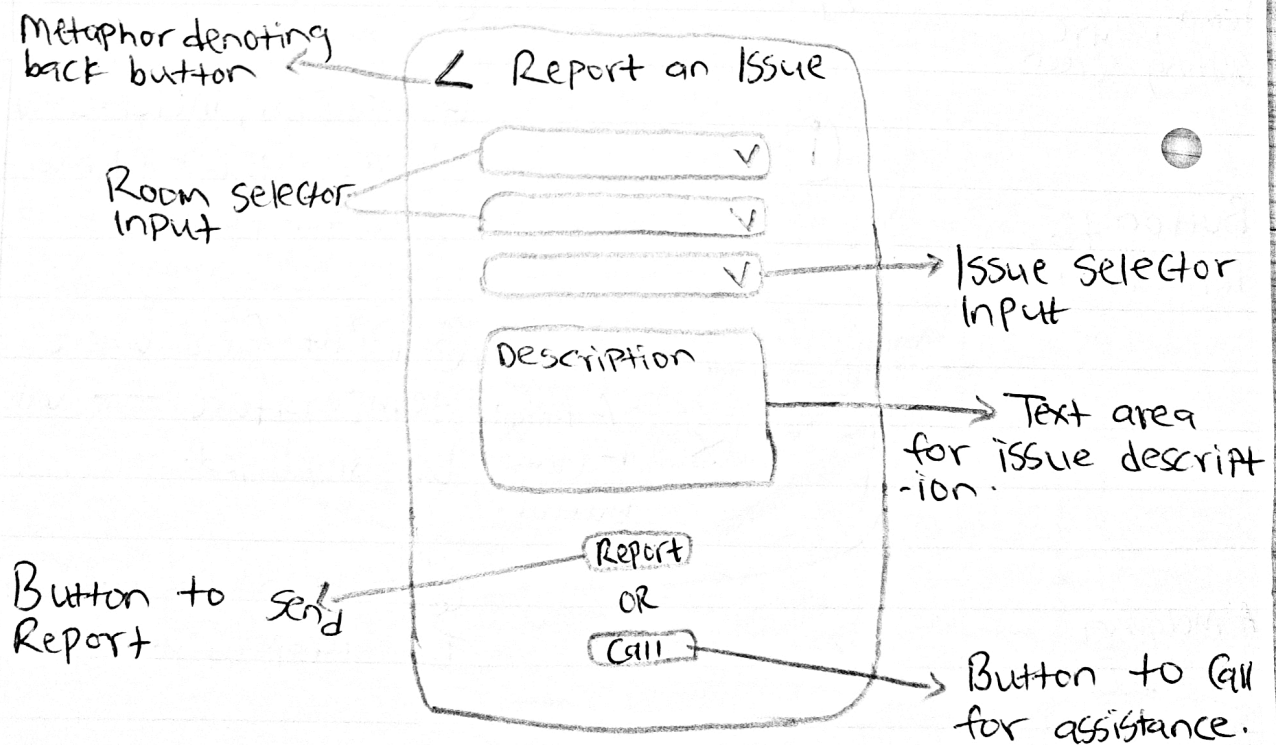 Metaphor denoting
back button
< Report an Issue
Room selector
Input
Issue selector
Input
Description
Text area
for issue descript
-ion.
Report
Button to send
Report
OR
Call
Button to call
for assistance.